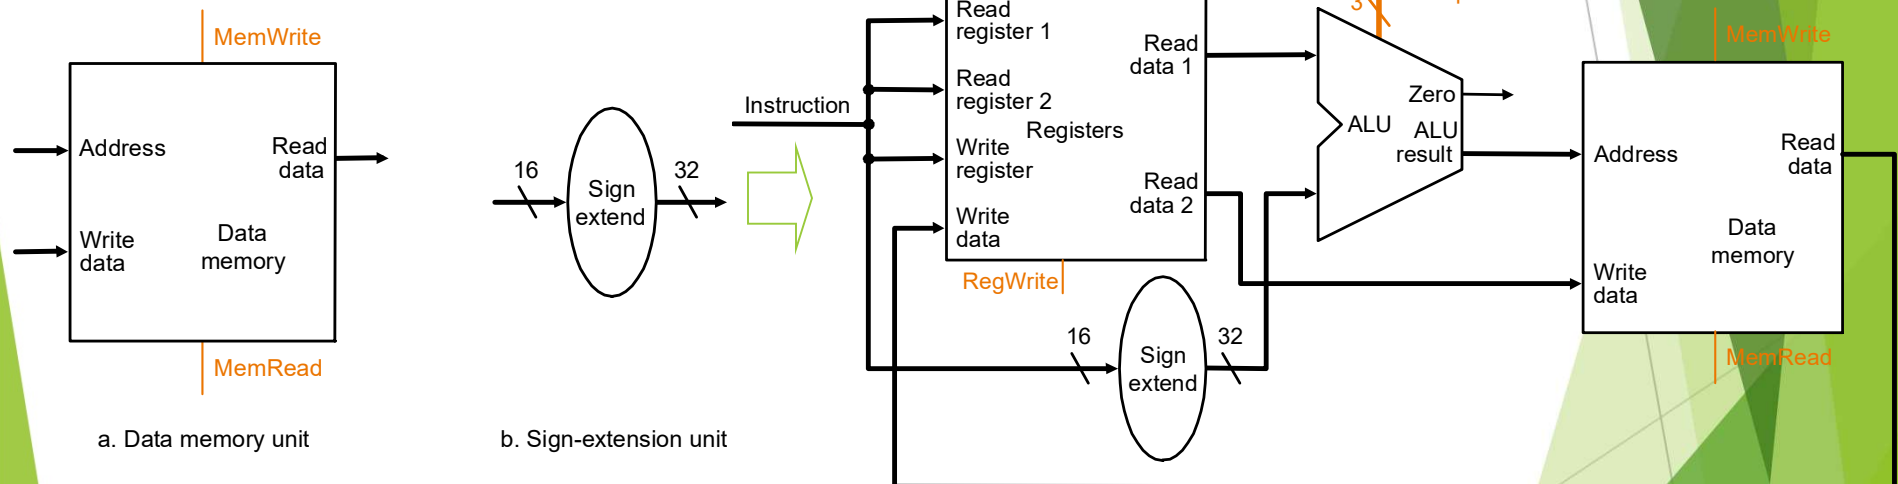 MemWrite
Address
Read
data
Write
data
Data
memory
MemRead
a. Data memory unit
16
Sign
extend
32
b. Sign-extension unit
Instruction
Read
register 1
Read
register 2
Registers
Write
register
Write
data
Read
data 1
Read
data 2
RegWrite
16
Sign
extend
32
3
Zero
ALU
ALU
result
MemWrite
Address
Read
data
Data
memory
Write
data
MemRead